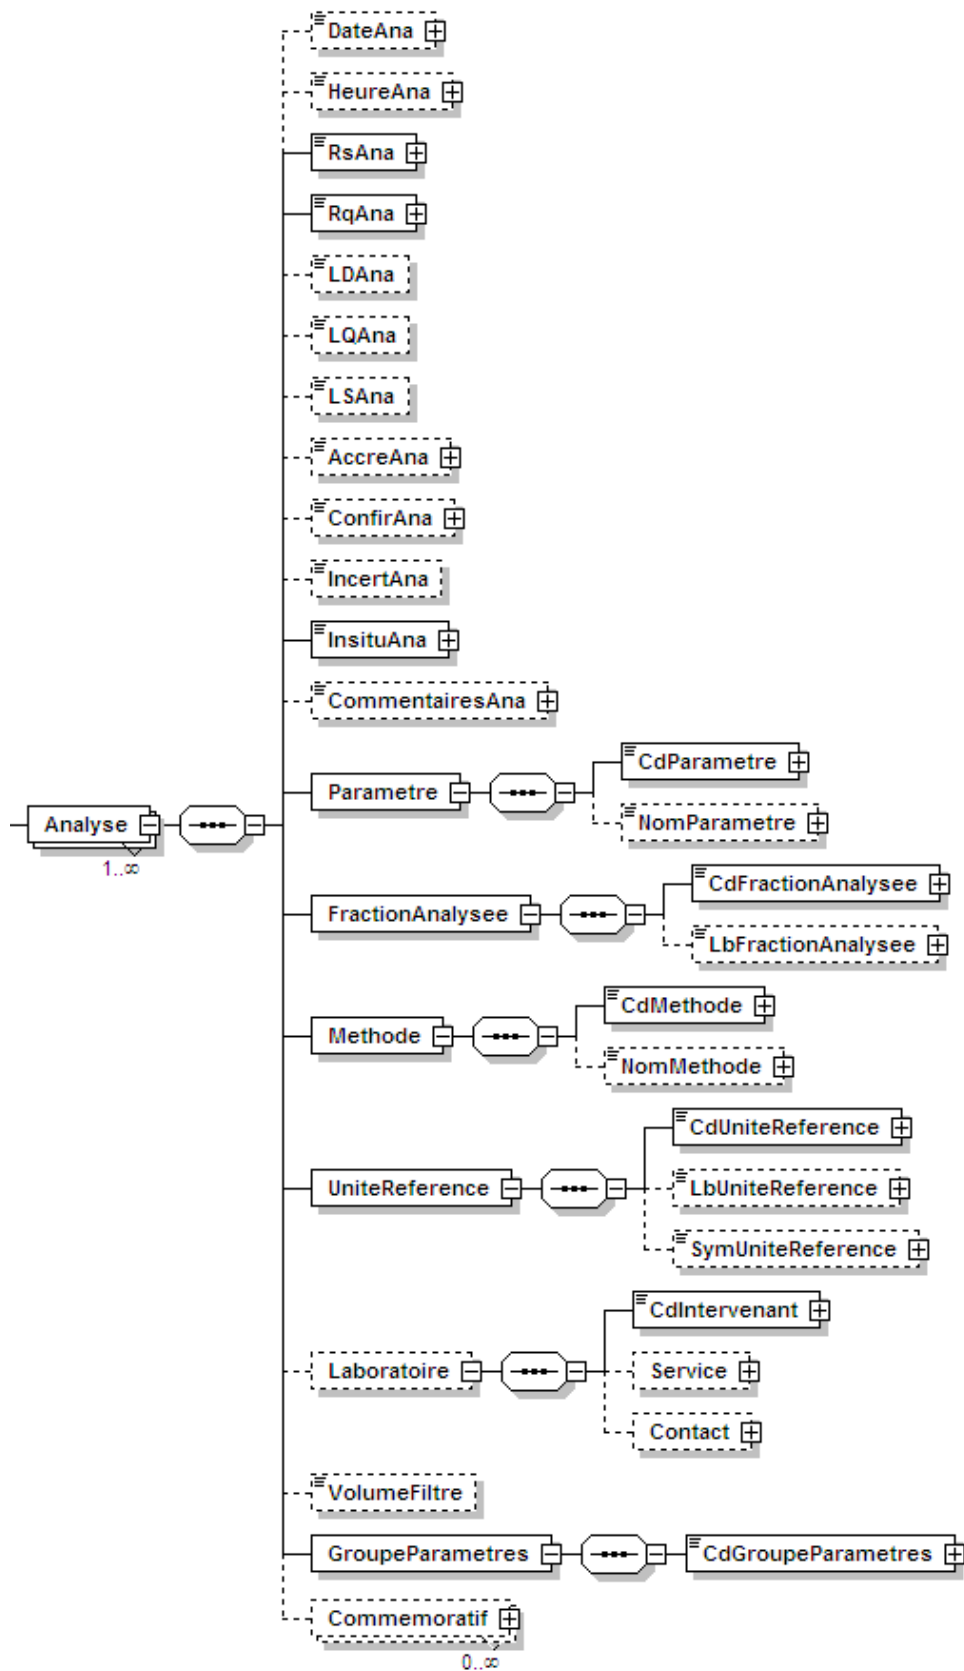 DateAna
HeureAna
RsAna
RqAna
LDAna
LQAna
LSAna
AccreAna
ConfirAna
IncertAna
InsituAna
CommentairesAna
CdParametre
Parametre
NomParametre
Analyse
1..∞
CdFractionAnalysee
FractionAnalysee
LbFractionAnalysee
CdMethode
Methode
NomMethode
CdUniteReference
UniteReference
LbUniteReference
SymUniteReference
CdIntervenant
Laboratoire
Service
Contact
VolumeFiltre
GroupeParametres
CdGroupeParametres
Commemoratif
0..∞